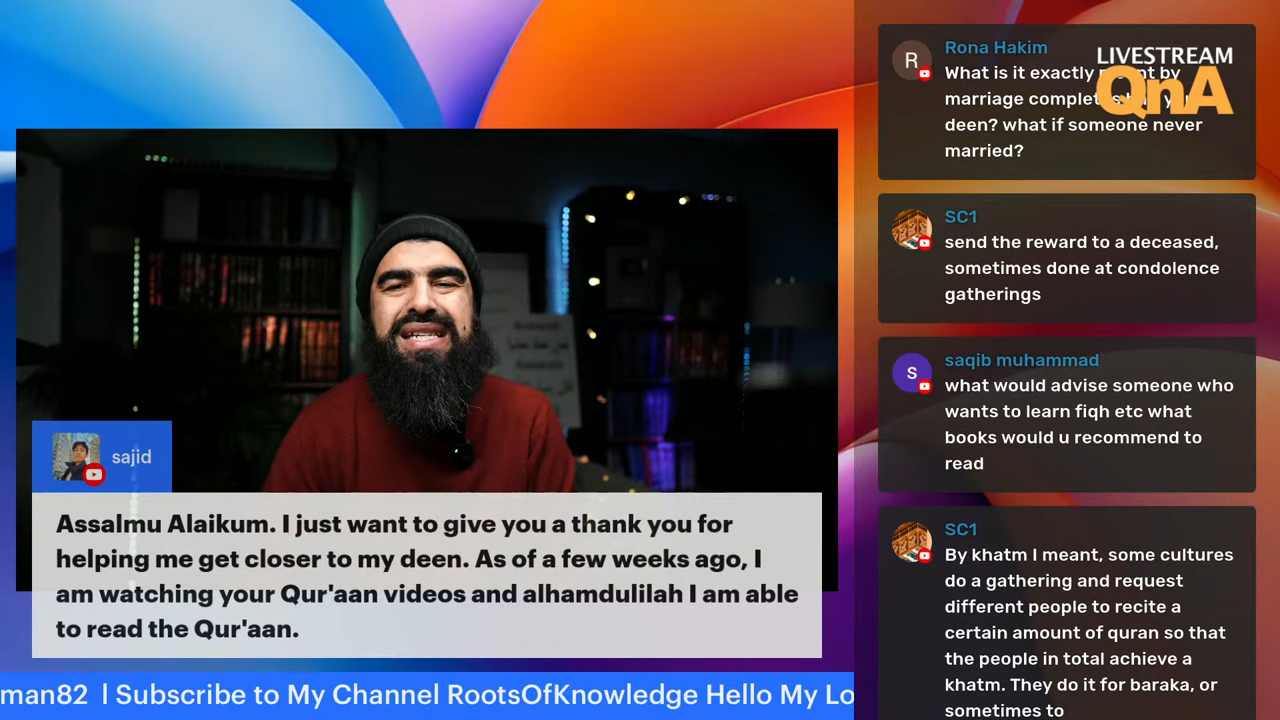 sajid
Assalmu Alaikum. I just want to give you a thank you for
helping me get closer to my deen. As of a few weeks ago, I
am watching your Qur'aan videos and alhamdulilah I am able
to read the Qur'aan.
man82 | Subscribe to My Channel RootsOfKnowledge Hello My Lo
LIVESTREAM
QnA
R
Rona Hakim
What is it exactly by
marriage deen? what if someone never
married?
SC1
send the reward to a deceased,
sometimes done at condolence
gatherings
s
saqib muhammad
what would advise someone who
wants to learn fiqh etc what
books would u recommend to
read
SC1
By khatm I meant, some cultures
do a gathering and request
different people to recite a
certain amount of quran so that
the people in total achieve a
khatm. They do it for baraka, or
sometimes to